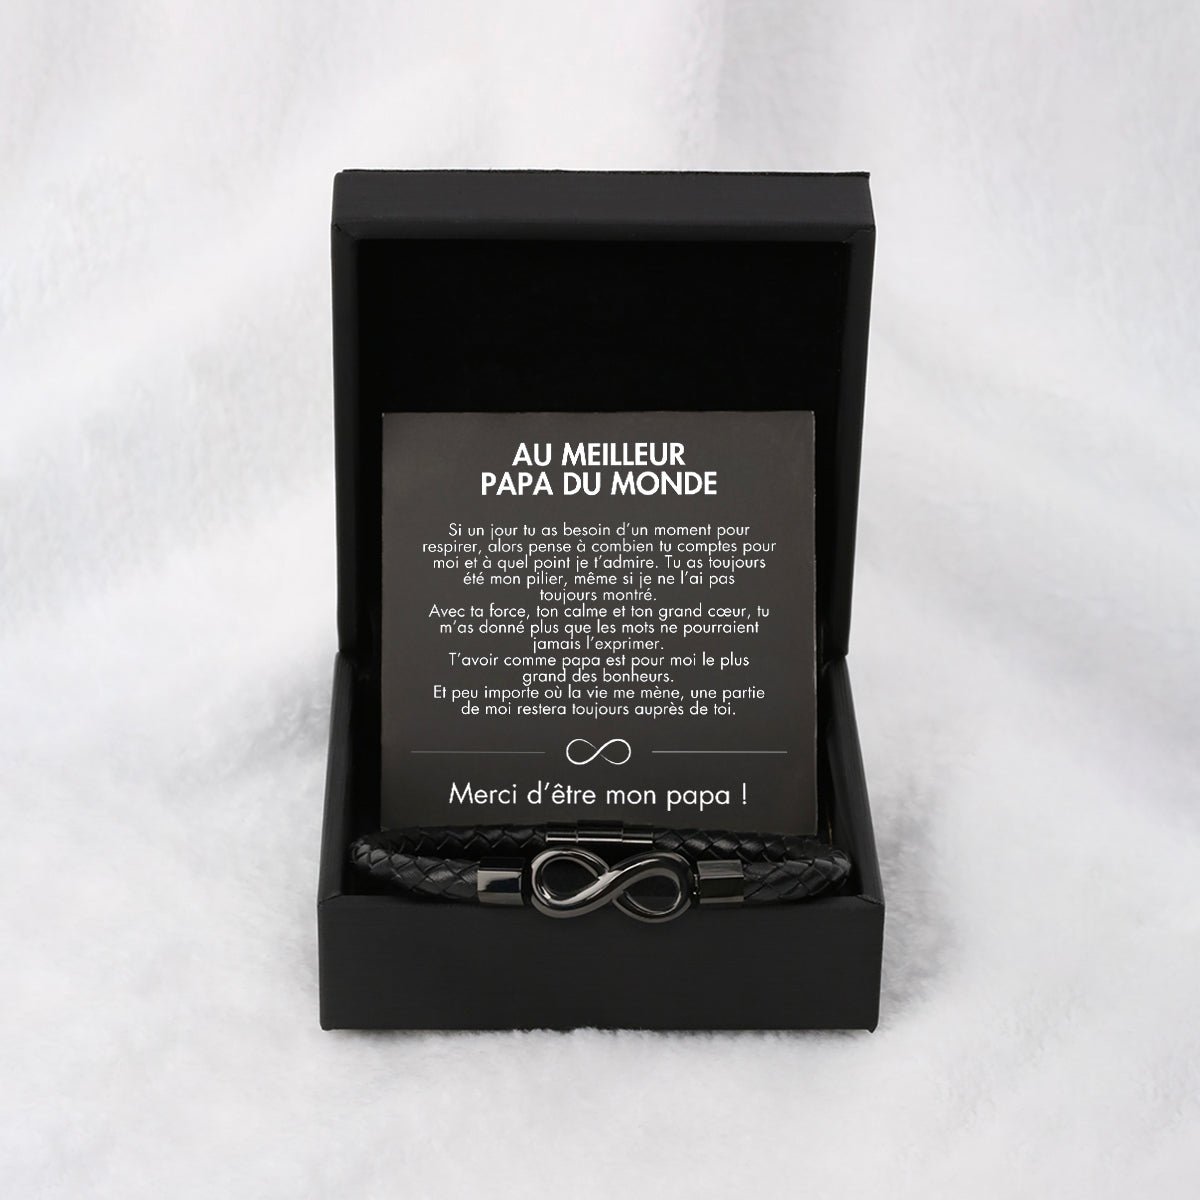 AU MEILLEUR
PAPA DU MONDE
Si un jour tu as besoin d'un moment pour
respirer, alors pense à combien tu comptes pour
moi et à quel point je t'admire. Tu as toujours
été mon pilier, même si je ne l'ai pas
toujours montré.
Avec ta force, ton calme et ton grand cœur, tu
m'as donné plus que les mots ne pourraient
jamais l'exprimer.
T'avoir comme papa est pour moi le plus
grand des bonheurs.
Et peu importe où la vie me mène, une partie
de moi restera toujours auprès de toi.
Merci d'être mon papa !